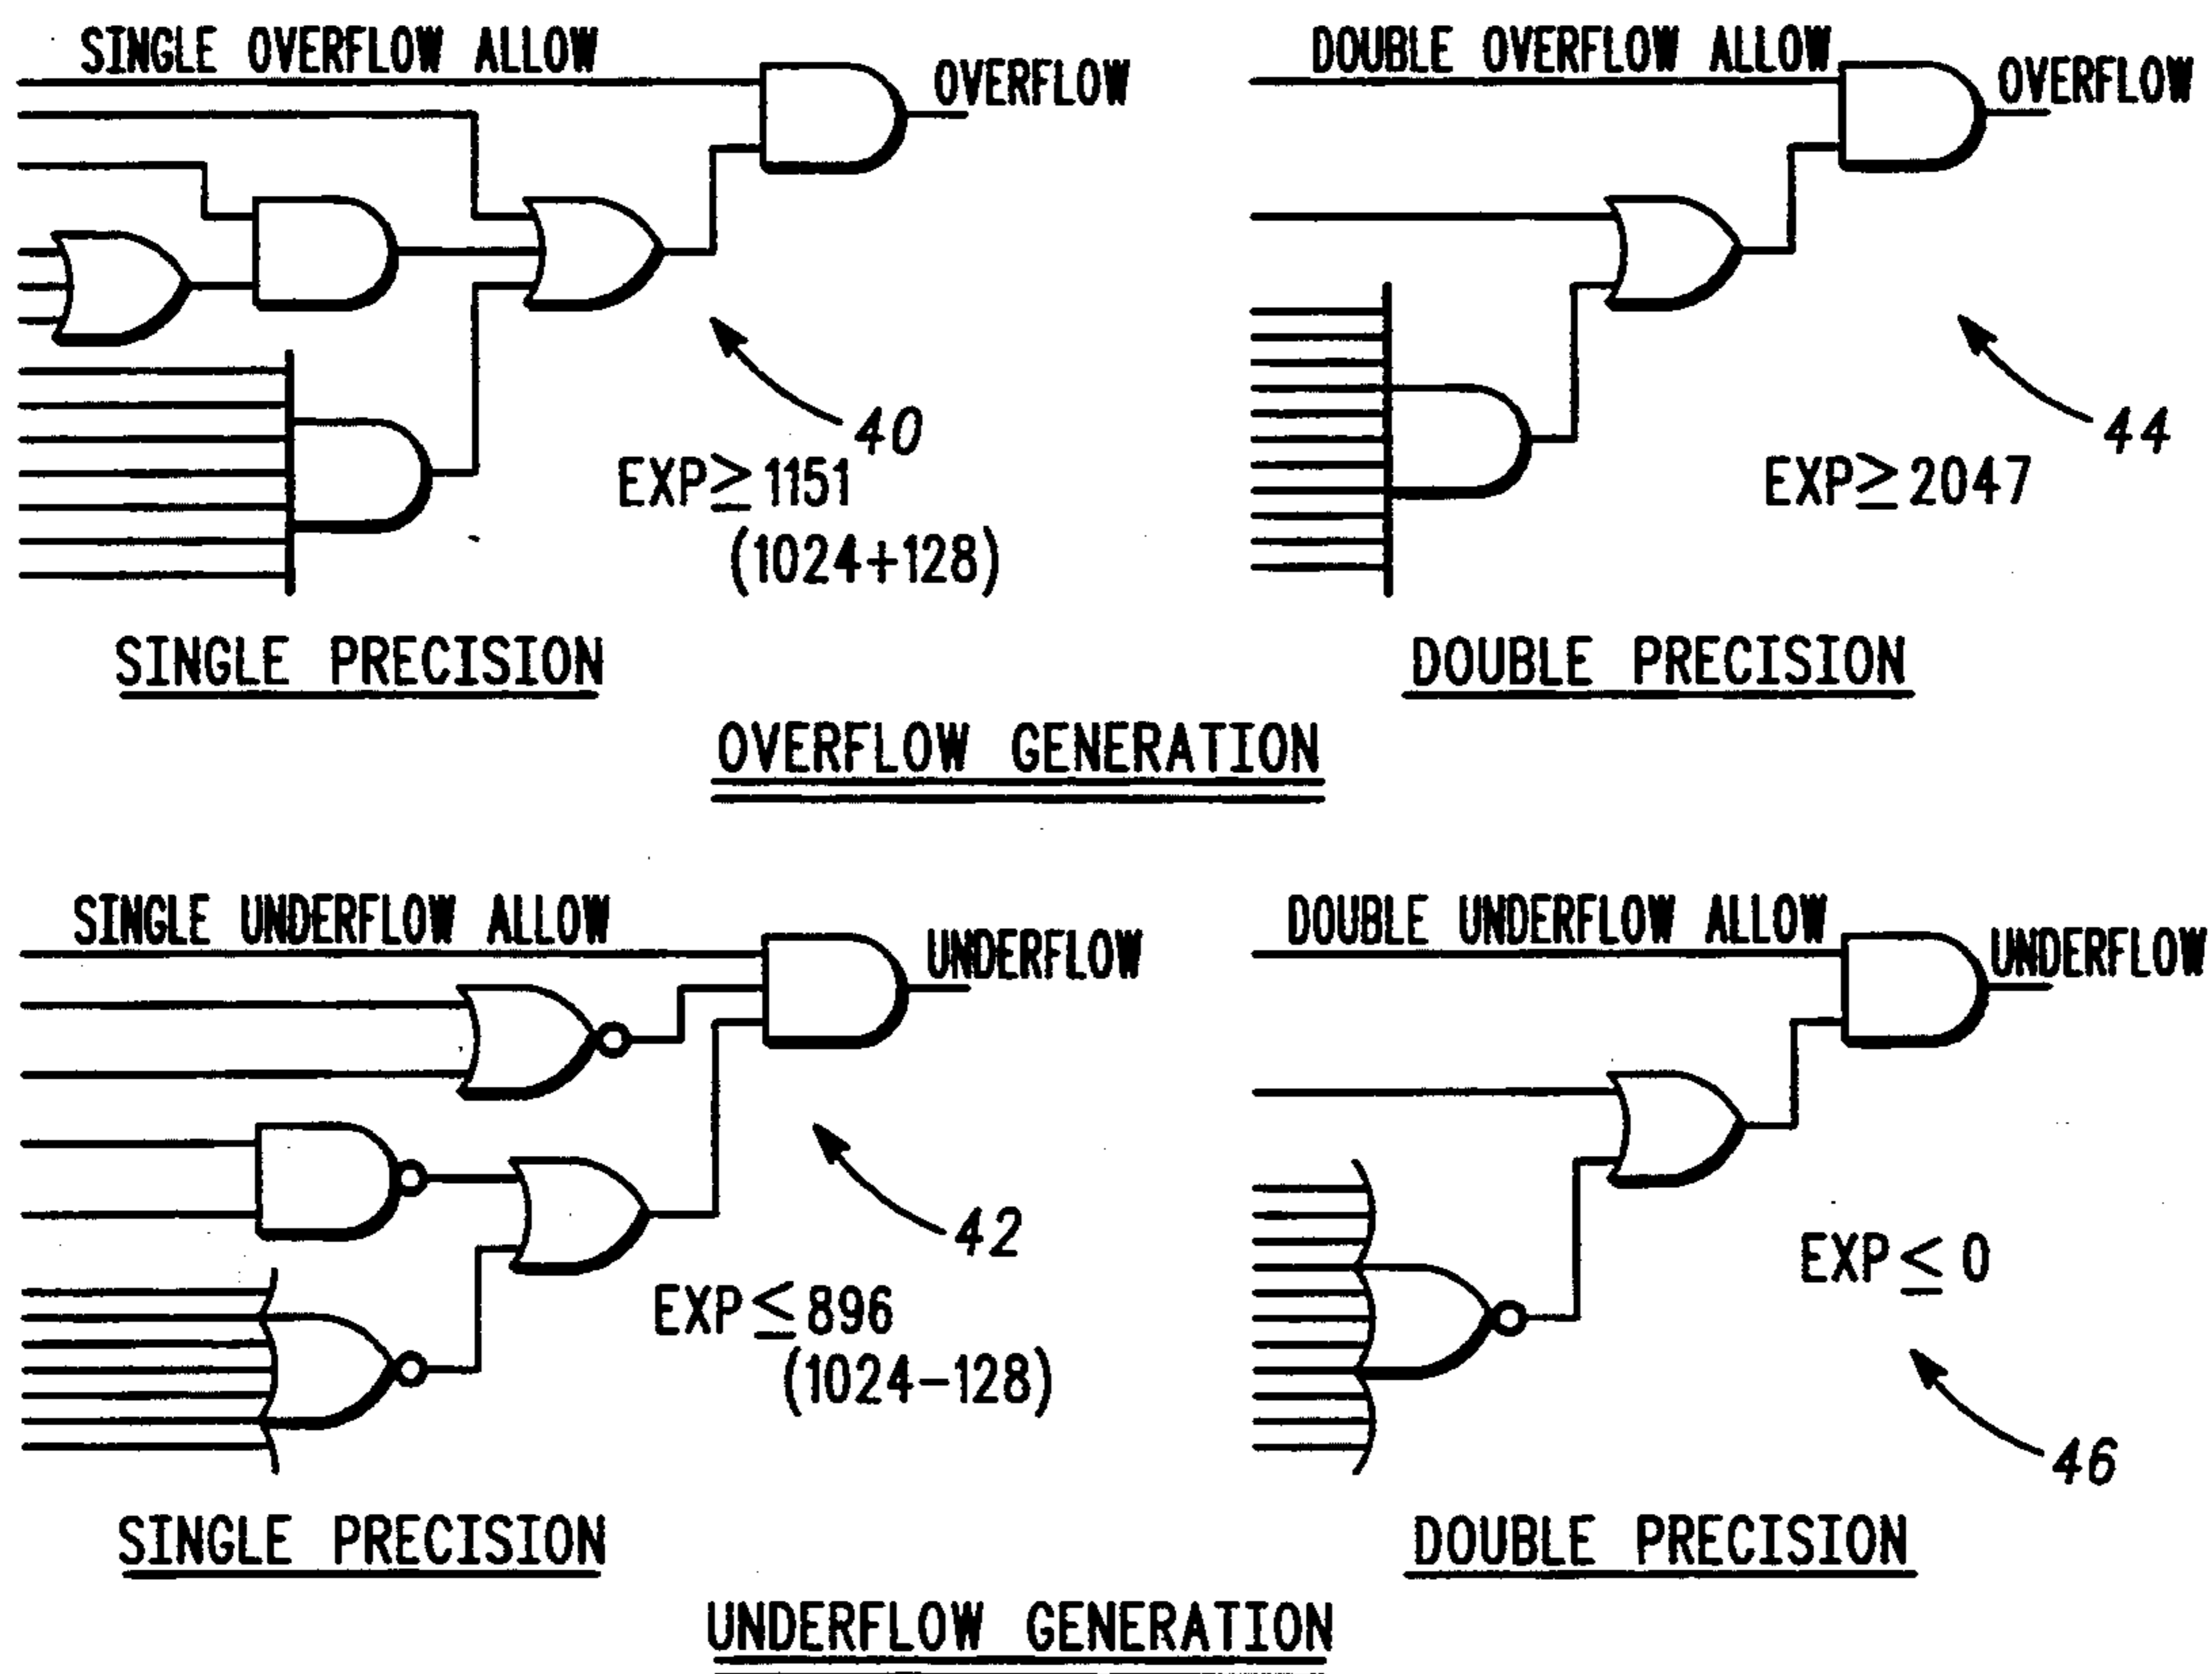 SINGLE OVERFLOW ALLOW
OVERFLOW
40
EXP≥1151
(1024+128)
SINGLE PRECISION
DOUBLE OVERFLOW ALLOW
OVERFLOW
44
EXP≥2047
DOUBLE PRECISION
OVERFLOW GENERATION
SINGLE UNDERFLOW ALLOW
UNDERFLOW
42
EXP≤896
(1024-128)
SINGLE PRECISION
DOUBLE UNDERFLOW ALLOW
UNDERFLOW
EXP≤0
46
DOUBLE PRECISION
UNDERFLOW GENERATION